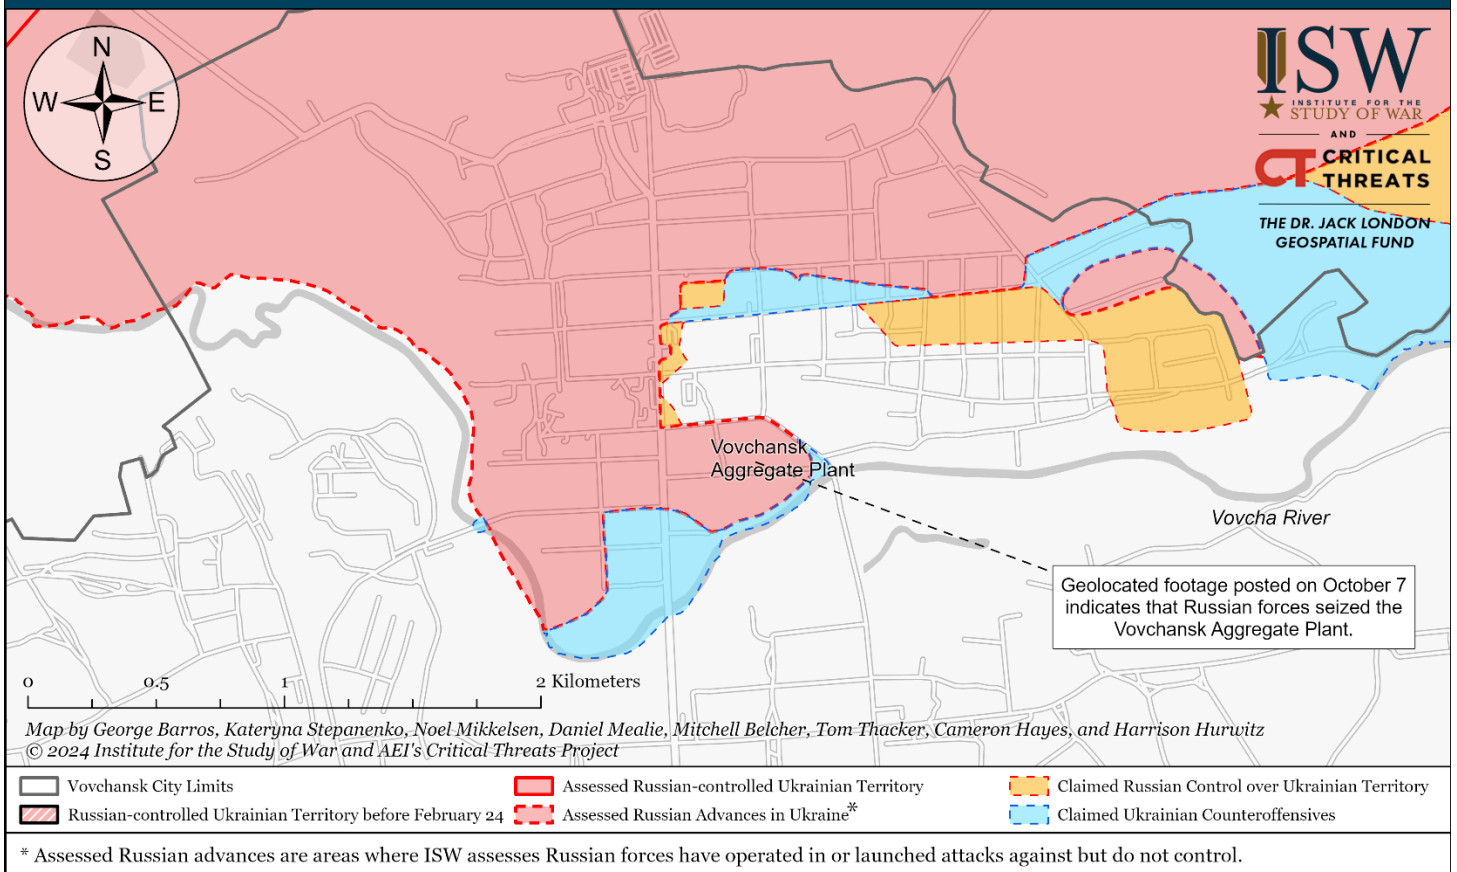 N
W
E
S
ISW
INSTITUTE FOR THE
STUDY OF WAR
AND
CT CRITICAL
THREATS
THE DR. JACK LONDON
GEOSPATIAL FUND
Vovchansk
Aggregate Plant
Vovcha River
Geolocated footage posted on October 7
indicates that Russian forces seized the
Vovchansk Aggregate Plant.
0 0.5 1 2 Kilometers
Map by George Barros, Kateryna Stepanenko, Noel Mikkelsen, Daniel Mealie, Mitchell Belcher, Tom Thacker, Cameron Hayes, and Harrison Hurwitz
© 2024 Institute for the Study of War and AEI's Critical Threats Project
Vovchansk City Limits
Russian-controlled Ukrainian Territory before February 24
Assessed Russian-controlled Ukrainian Territory
Assessed Russian Advances in Ukraine*
Claimed Russian Control over Ukrainian Territory
Claimed Ukrainian Counteroffensives
* Assessed Russian advances are areas where ISW assesses Russian forces have operated in or launched attacks against but do not control.